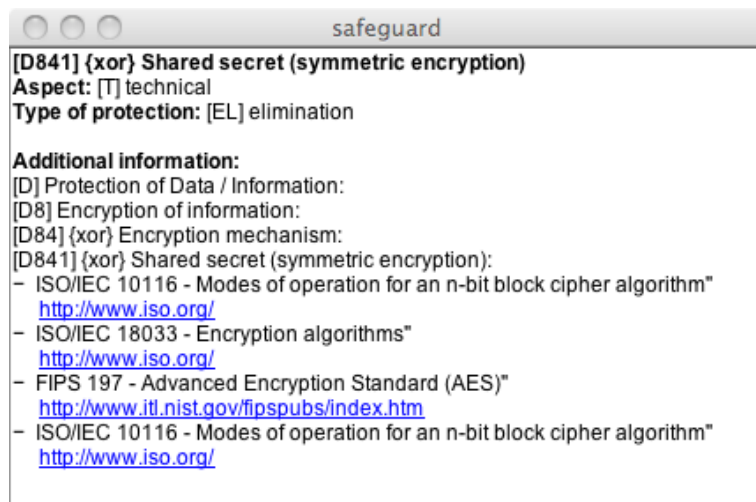 safeguard
[D841] {xor} Shared secret (symmetric encryption)
Aspect: [T] technical
Type of protection: [EL] elimination
Additional information:
[D] Protection of Data / Information:
[D8] Encryption of information:
[D84] {xor} Encryption mechanism:
[D841] {xor} Shared secret (symmetric encryption):
− ISO/IEC 10116 - Modes of operation for an n-bit block cipher algorithm"
http://www.iso.org/
− ISO/IEC 18033 - Encryption algorithms"
http://www.iso.org/
− FIPS 197 - Advanced Encryption Standard (AES)"
http://www.itl.nist.gov/fipspubs/index.htm
− ISO/IEC 10116 - Modes of operation for an n-bit block cipher algorithm"
http://www.iso.org/